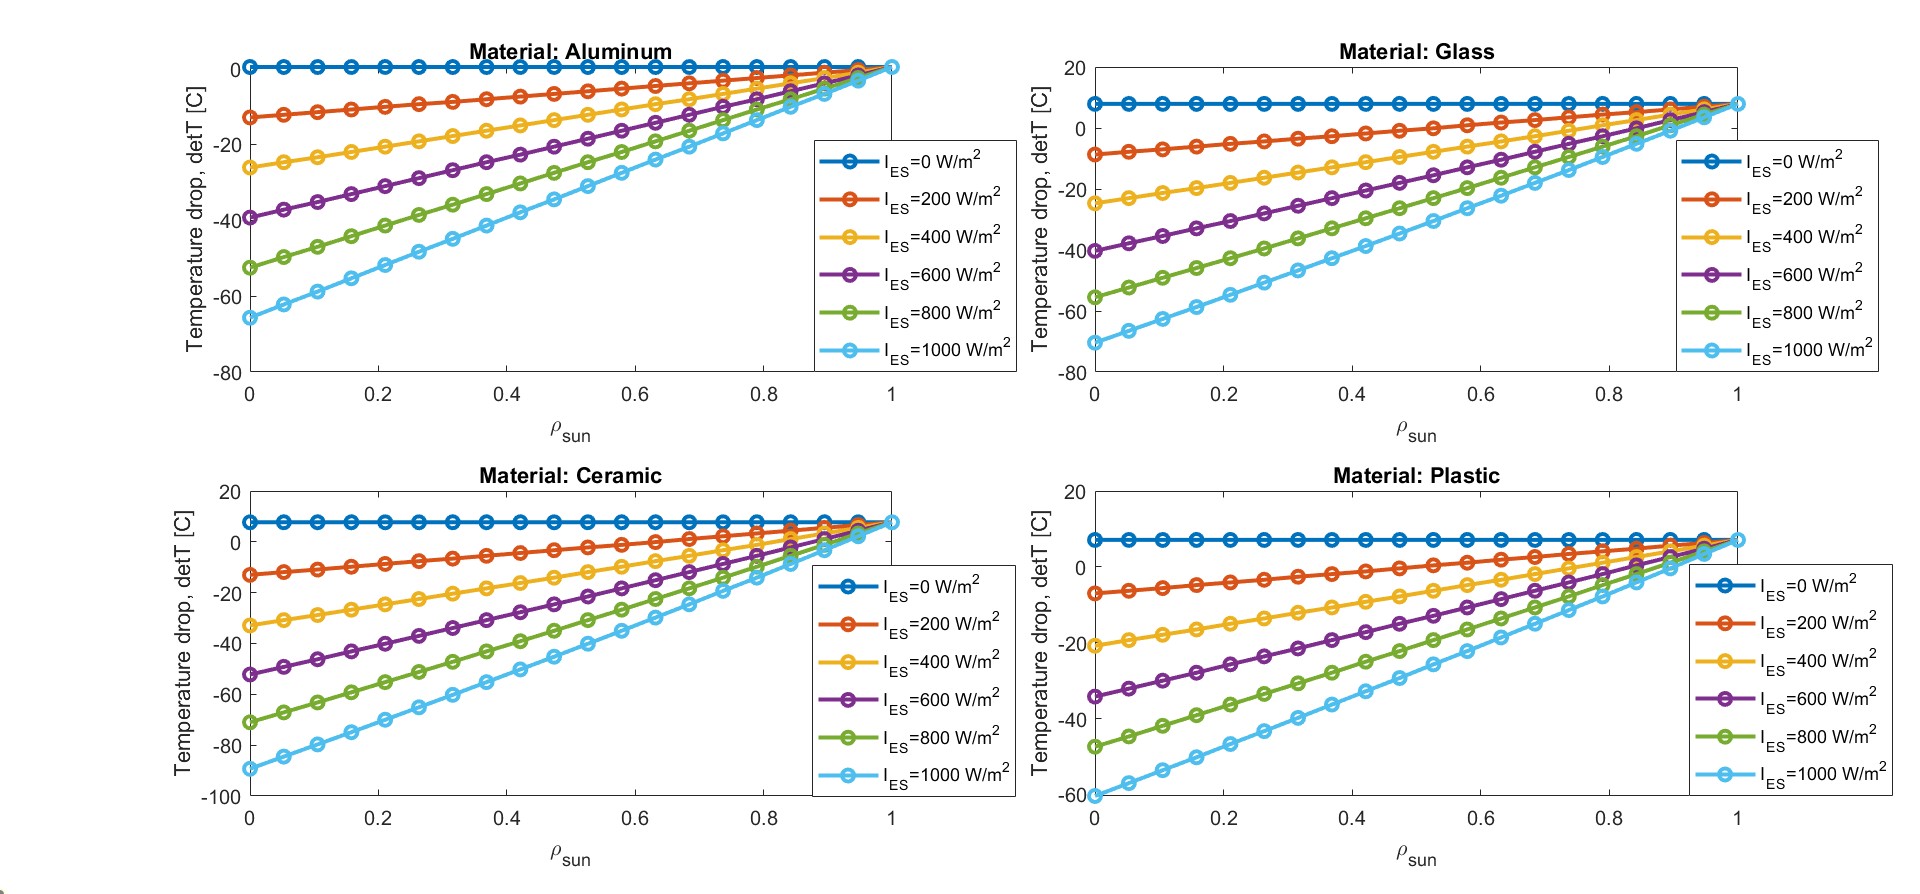 Material: Aluminum
Temperature drop, detT [C]
0
-20
-40
-60
-80
0 0.2 0.4 0.6 0.8 1
ρsun
IES=0 W/m2
IES=200 W/m2
IES=400 W/m2
IES=600 W/m2
IES=800 W/m2
IES=1000 W/m2
Material: Glass
Temperature drop, detT [C]
20
0
-20
-40
-60
-80
0 0.2 0.4 0.6 0.8 1
ρsun
IES=0 W/m2
IES=200 W/m2
IES=400 W/m2
IES=600 W/m2
IES=800 W/m2
IES=1000 W/m2
Material: Ceramic
Temperature drop, detT [C]
20
0
-20
-40
-60
-80
-100
0 0.2 0.4 0.6 0.8 1
ρsun
IES=0 W/m2
IES=200 W/m2
IES=400 W/m2
IES=600 W/m2
IES=800 W/m2
IES=1000 W/m2
Material: Plastic
Temperature drop, detT [C]
20
0
-20
-40
-60
0 0.2 0.4 0.6 0.8 1
ρsun
IES=0 W/m2
IES=200 W/m2
IES=400 W/m2
IES=600 W/m2
IES=800 W/m2
IES=1000 W/m2